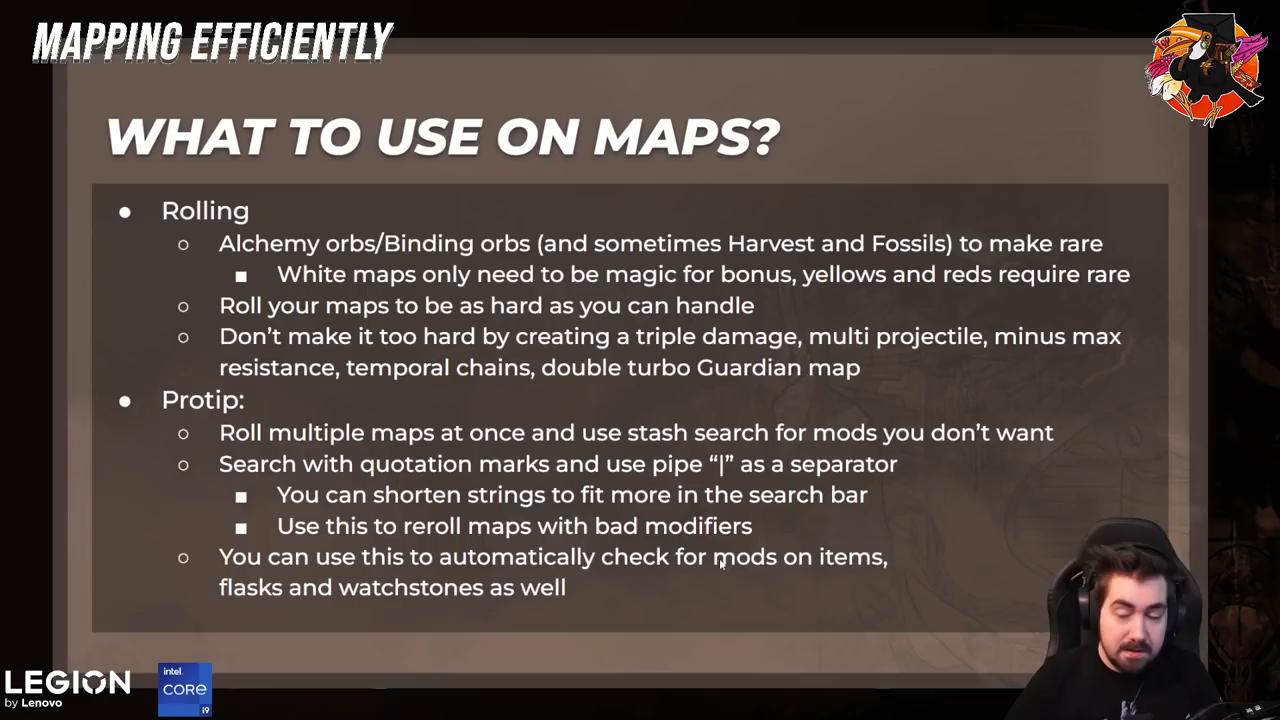 MAPPING EFFICIENTLY
WHAT TO USE ON MAPS?
● Rolling
○ Alchemy orbs/Binding orbs (and sometimes Harvest and Fossils) to make rare
■ White maps only need to be magic for bonus, yellows and reds require rare
○ Roll your maps to be as hard as you can handle
○ Don't make it too hard by creating a triple damage, multi projectile, minus max
resistance, temporal chains, double turbo Guardian map
● Protip:
○ Roll multiple maps at once and use stash search for mods you don't want
○ Search with quotation marks and use pipe “|” as a separator
■ You can shorten strings to fit more in the search bar
■ Use this to reroll maps with bad modifiers
○ You can use this to automatically check for mods on items,
flasks and watchstones as well
LEGION
by Lenovo
intel.
CORE
i9